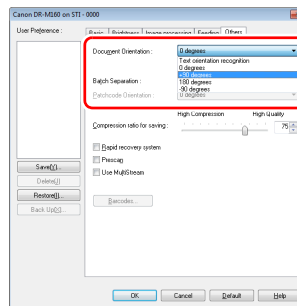 Canon DR-M160 on STI - 0000
User Preference :
Basic Brightness Image processing Feeding Others
Document Orientation :
0 degrees
Text orientation recognition
0 degrees
+90 degrees
180 degrees
-90 degrees
Batch Separation :
Patchcode Orientation
0 degrees
High Compression High Quality
Compression ratio for saving :
75
Rapid recovery system
Prescan
Use MultiStream
Save(Y)...
Delete(J)
Restore(I)...
Back Up(X)...
Barcodes...
OK Cancel Default Help